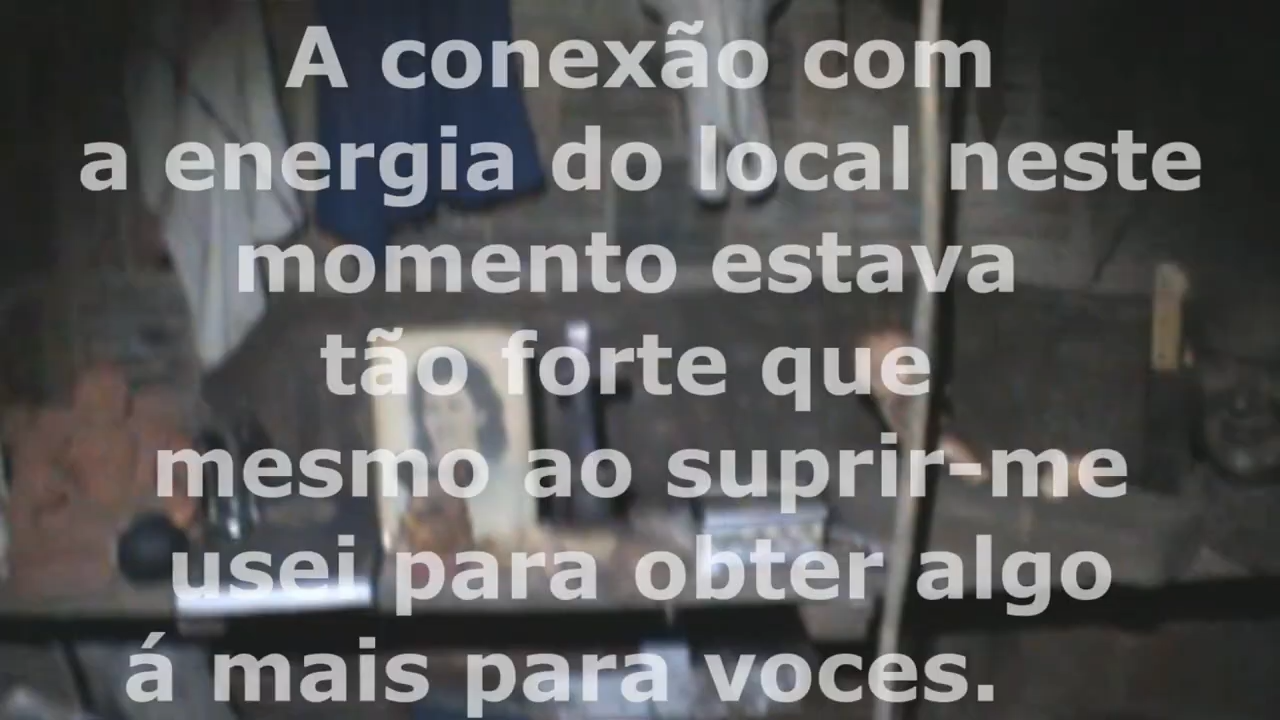 A conexão com
a energia do local neste
momento estava
tão forte que
mesmo ao suprir-me
usei para obter algo
á mais para voces.